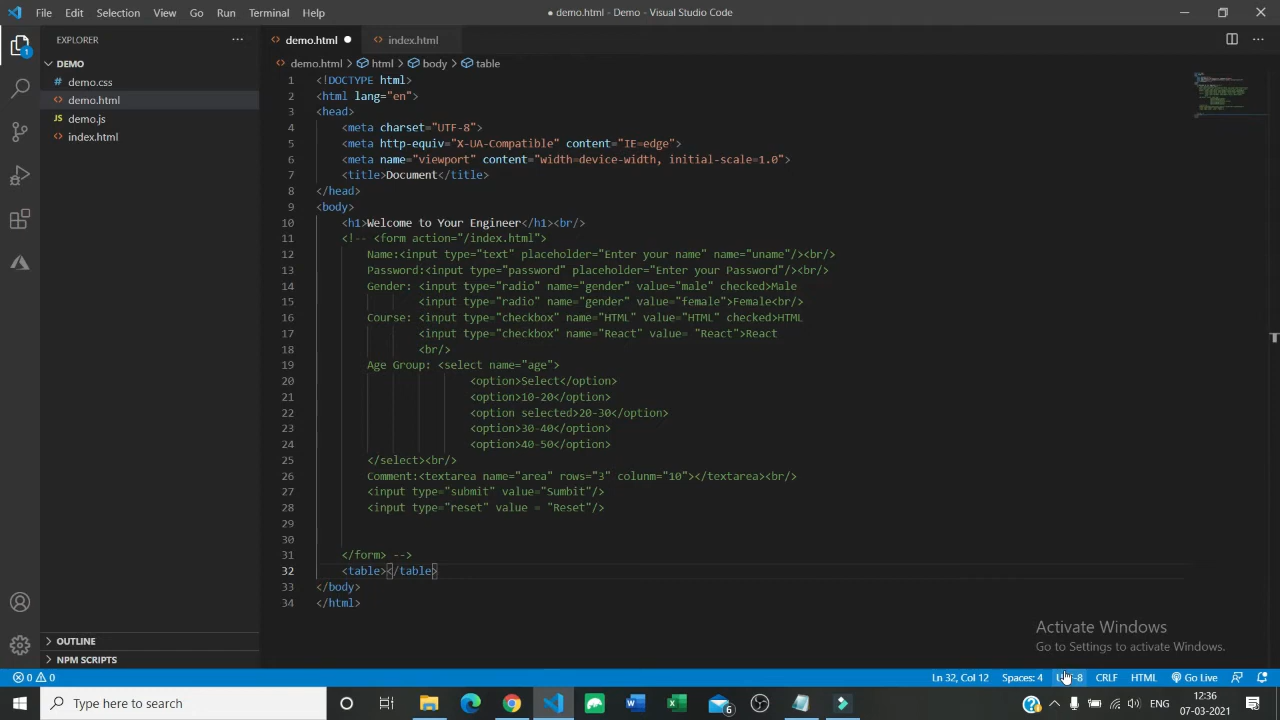 File Edit Selection View Go Run Terminal Help
● demo.html - Demo - Visual Studio Code
EXPLORER
DEMO
demo.css
demo.html
JS demo.js
index.html
OUTLINE
NPM SCRIPTS
demo.html ● index.html
demo.html > html > body > table
1 <!DOCTYPE html>
2 <html lang="en">
3 <head>
4 <meta charset="UTF-8">
5 <meta http-equiv="X-UA-Compatible" content="IE=edge">
6 <meta name="viewport" content="width=device-width, initial-scale=1.0">
7 <title>Document</title>
8 </head>
9 <body>
10 <h1>Welcome to Your Engineer</h1><br/>
11 <!-- <form action="/index.html">
12 Name:<input type="text" placeholder="Enter your name" name="uname"/><br/>
13 Password:<input type="password" placeholder="Enter your Password"/><br/>
14 Gender: <input type="radio" name="gender" value="male" checked>Male
15 <input type="radio" name="gender" value="female">Female<br/>
16 Course: <input type="checkbox" name="HTML" value="HTML" checked>HTML
17 <input type="checkbox" name="React" value= "React">React
18 <br/>
19 Age Group: <select name="age">
20 <option>Select</option>
21 <option>10-20</option>
22 <option selected>20-30</option>
23 <option>30-40</option>
24 <option>40-50</option>
25 </select><br/>
26 Comment:<textarea name="area" rows="3" colunm="10"></textarea><br/>
27 <input type="submit" value="Sumbit"/>
28 <input type="reset" value = "Reset"/>
29
30
31 </form> -->
32 <table></table>
33 </body>
34 </html>
Activate Windows
Go to Settings to activate Windows.
0 0
Ln 32, Col 12 Spaces: 4 CRLF HTML Go Live
Type here to search
6
ENG
12:36
07-03-2021